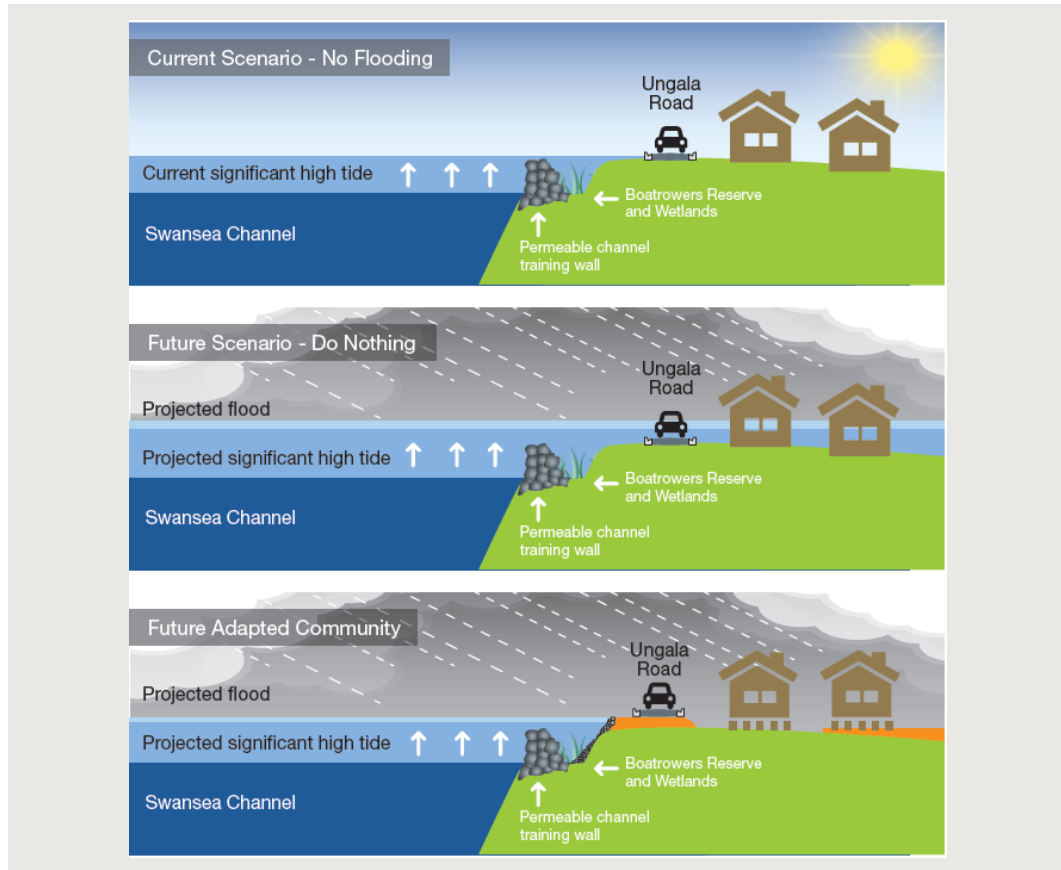 Current Scenario - No Flooding
Ungala
Road
Current significant high tide
Boatrowers Reserve
and Wetlands
Swansea Channel
Permeable channel
training wall
Future Scenario - Do Nothing
Ungala
Road
Projected flood
Projected significant high tide
Boatrowers Reserve
and Wetlands
Swansea Channel
Permeable channel
training wall
Future Adapted Community
Ungala
Road
Projected flood
Projected significant high tide
Boatrowers Reserve
and Wetlands
Swansea Channel
Permeable channel
training wall